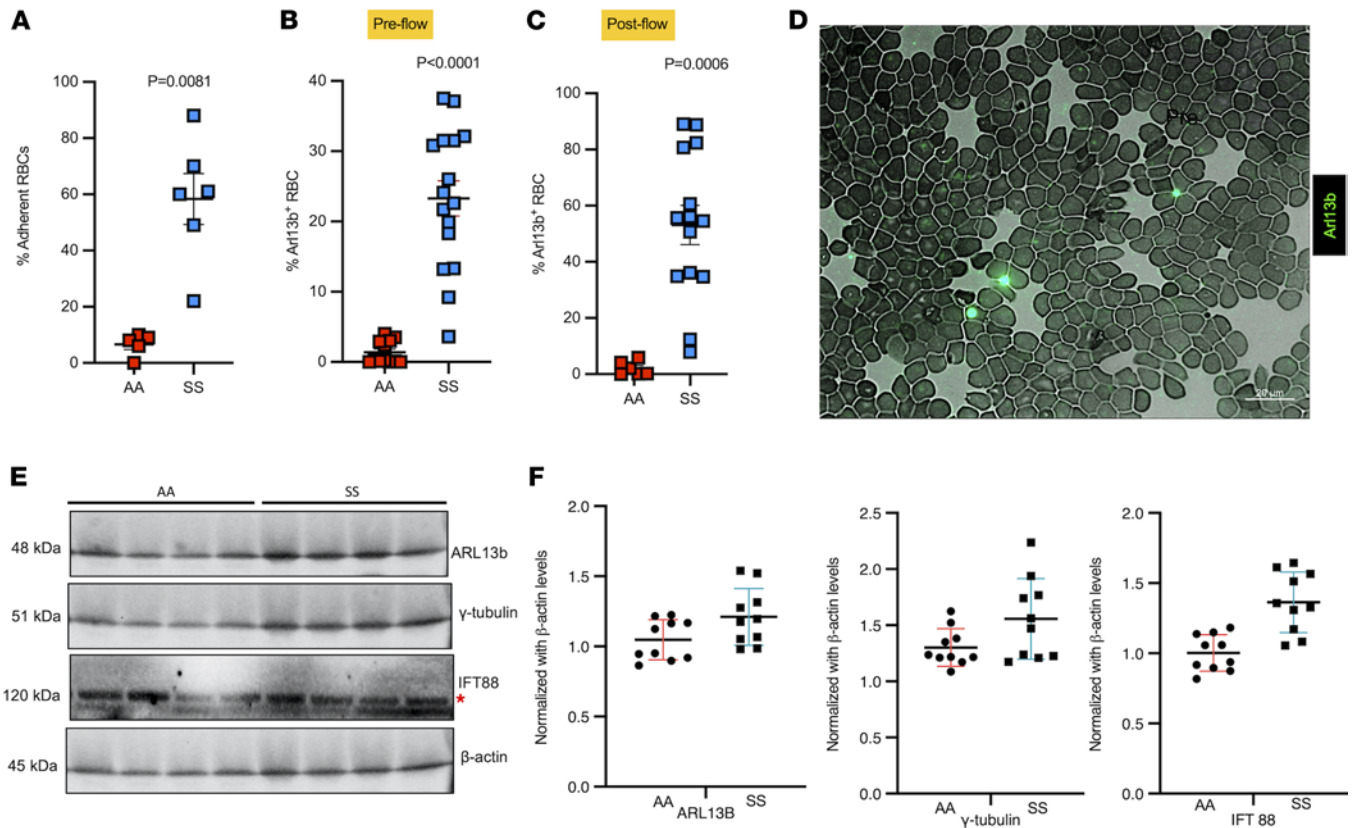 A
B
Pre-flow
C
Post-flow
D
P=0.0081
P<0.0001
P=0.0006
% Adherent RBCs
100
80
60
40
20
0
AA
SS
% Arl13b⁺ RBC
40
30
20
10
0
AA
SS
% Arl13b⁺ RBC
100
80
60
40
20
0
AA
SS
Pre
20 µm
Arl13b
E
AA
SS
48 kDa
ARL13b
51 kDa
γ-tubulin
120 kDa
IFT88
*
45 kDa
β-actin
F
Normalized with β-actin levels
2.0
1.5
1.0
0.5
0.0
AA
SS
ARL13B
Normalized with β-actin levels
2.5
2.0
1.5
1.0
0.5
0.0
AA
SS
γ-tubulin
Normalized with β-actin levels
2.0
1.5
1.0
0.5
0.0
AA
SS
IFT 88